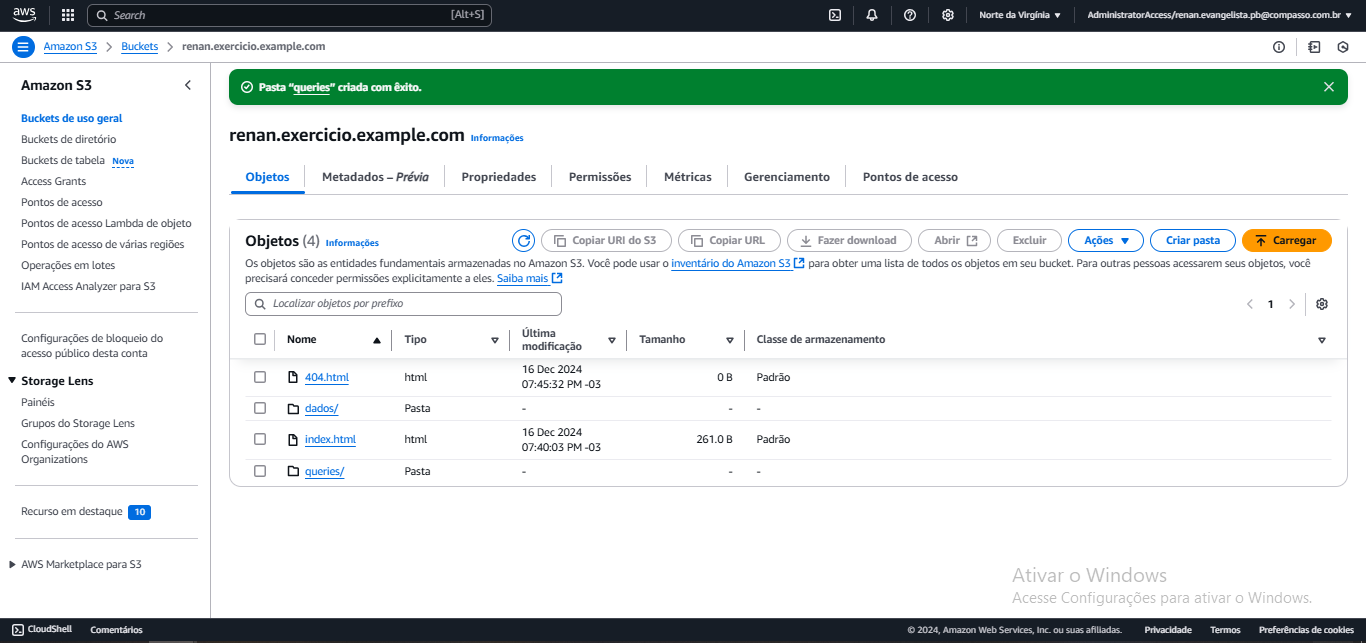 aws
Search
[Alt+S]
Norte da Virgínia
AdministratorAccess/renan.evangelista.pb@compasso.com.br
Amazon S3
Buckets
renan.exercicio.example.com
Amazon S3
Buckets de uso geral
Buckets de diretório
Buckets de tabela Nova
Access Grants
Pontos de acesso
Pontos de acesso Lambda de objeto
Pontos de acesso de várias regiões
Operações em lotes
IAM Access Analyzer para S3
Configurações de bloqueio do
acesso público desta conta
Storage Lens
Painéis
Grupos do Storage Lens
Configurações do AWS
Organizations
Recurso em destaque 10
AWS Marketplace para S3
Pasta “queries” criada com êxito.
renan.exercicio.example.com Informações
Objetos
Metadados – Prévia
Propriedades
Permissões
Métricas
Gerenciamento
Pontos de acesso
Objetos (4) Informações
Copiar URI do S3
Copiar URL
Fazer download
Abrir
Excluir
Ações
Criar pasta
Carregar
Os objetos são as entidades fundamentais armazenadas no Amazon S3. Você pode usar o inventário do Amazon S3 para obter uma lista de todos os objetos em seu bucket. Para outras pessoas acessarem seus objetos, você
precisará conceder permissões explicitamente a eles. Saiba mais
Localizar objetos por prefixo
1
Nome
Tipo
Última
modificação
Tamanho
Classe de armazenamento
404.html
html
16 Dec 2024
07:45:32 PM -03
0 B
Padrão
dados/
Pasta
-
-
-
index.html
html
16 Dec 2024
07:40:03 PM -03
261.0 B
Padrão
queries/
Pasta
-
-
-
Ativar o Windows
Acesse Configurações para ativar o Windows.
CloudShell
Comentários
© 2024, Amazon Web Services, Inc. ou suas afiliadas.
Privacidade
Termos
Preferências de cookies